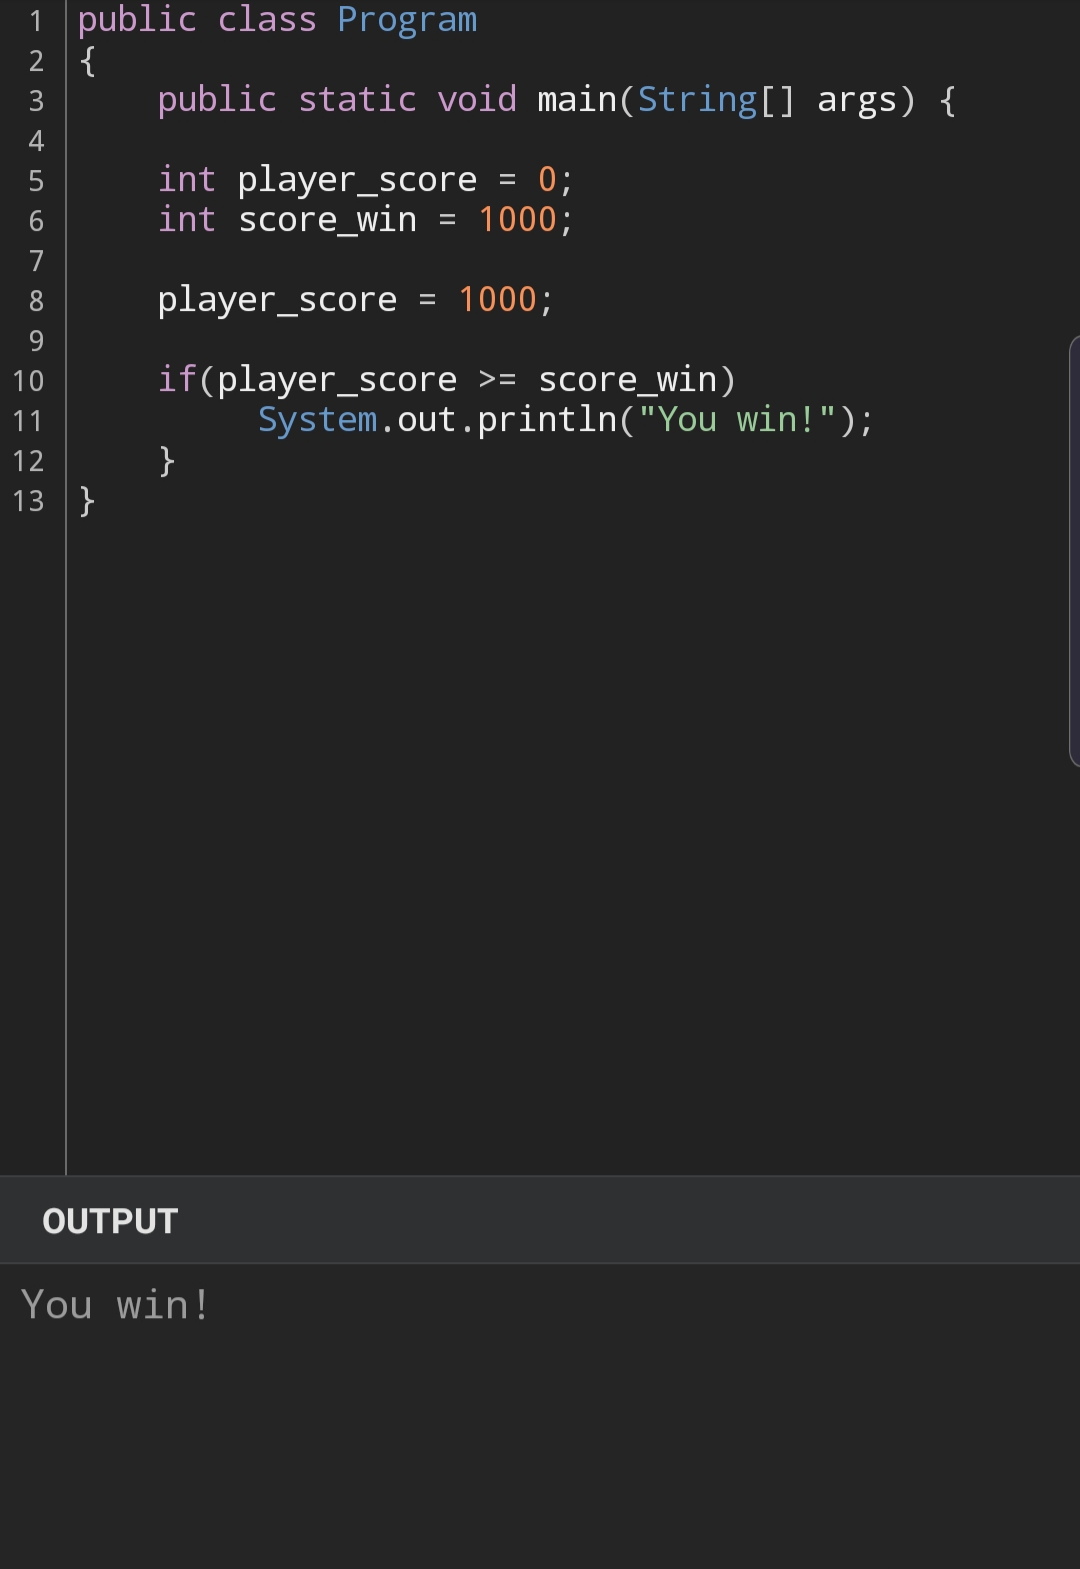 1 public class Program
2 {
3 public static void main(String[] args) {
4
5 int player_score = 0;
6 int score_win = 1000;
7
8 player_score = 1000;
9
10 if(player_score >= score_win)
11 System.out.println("You win!");
12 }
13 }
OUTPUT
You win!